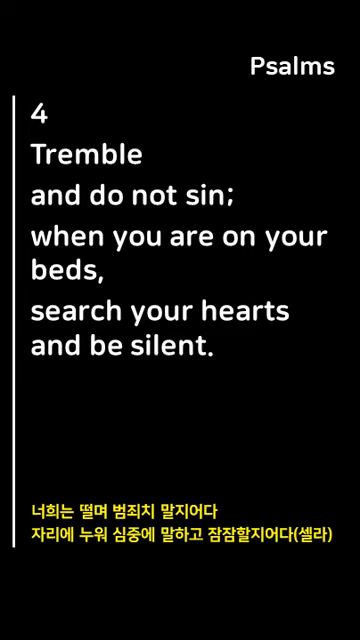 Psalms
4
Tremble
and do not sin;
when you are on your
beds,
search your hearts
and be silent.
너희는 떨며 범죄치 말지어다
자리에 누워 심중에 말하고 잠잠할지어다(셀라)